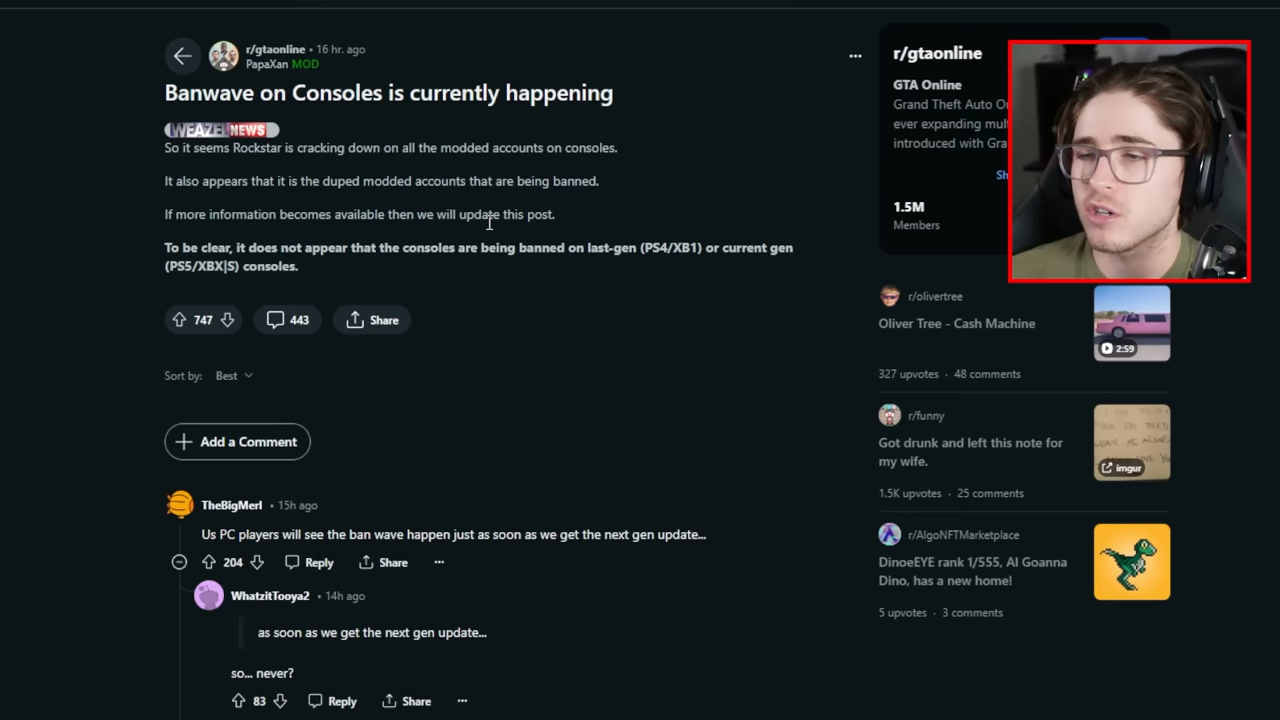 r/gtaonline • 16 hr. ago
PapaXan MOD
Banwave on Consoles is currently happening
WEAZEL NEWS
So it seems Rockstar is cracking down on all the modded accounts on consoles.
It also appears that it is the duped modded accounts that are being banned.
If more information becomes available then we will update this post.
To be clear, it does not appear that the consoles are being banned on last-gen (PS4/XB1) or current gen
(PS5/XBX|S) consoles.
747
443
Share
Sort by: Best
Add a Comment
TheBigMerl • 15h ago
Us PC players will see the ban wave happen just as soon as we get the next gen update...
204 Reply Share
WhatzitTooya2 • 14h ago
as soon as we get the next gen update...
so... never?
83 Reply Share
r/gtaonline
GTA Online
Grand Theft Auto
ever expanding
introduced with
1.5M
Members
r/olivertree
Oliver Tree - Cash Machine
2:59
327 upvotes • 48 comments
r/funny
Got drunk and left this note for
my wife.
imgur
1.5K upvotes • 25 comments
r/AlgoNFTMarketplace
DinoeEYE rank 1/555, Al Goanna
Dino, has a new home!
5 upvotes • 3 comments